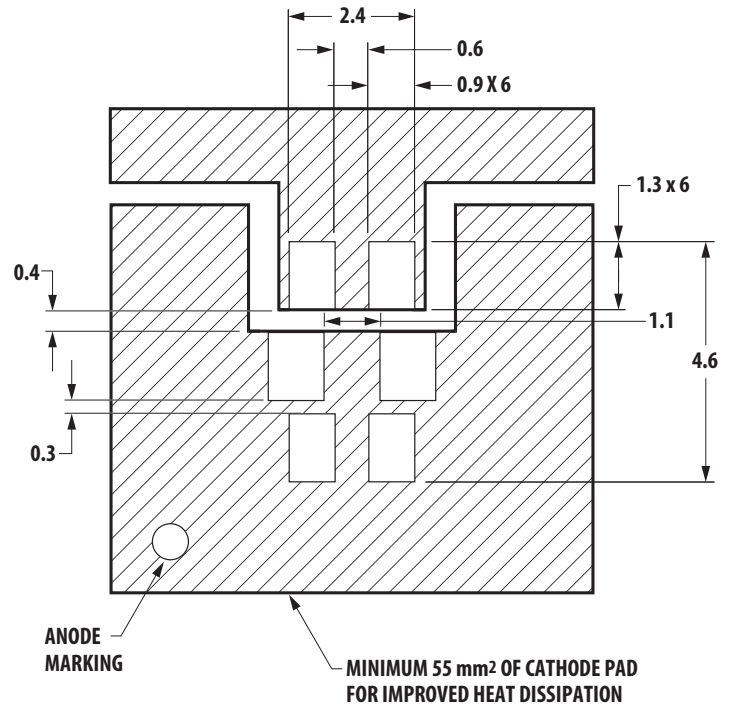 2.4
0.6
0.9 X 6
1.3 x 6
0.4
1.1
4.6
0.3
ANODE
MARKING
MINIMUM 55 mm² OF CATHODE PAD
FOR IMPROVED HEAT DISSIPATION